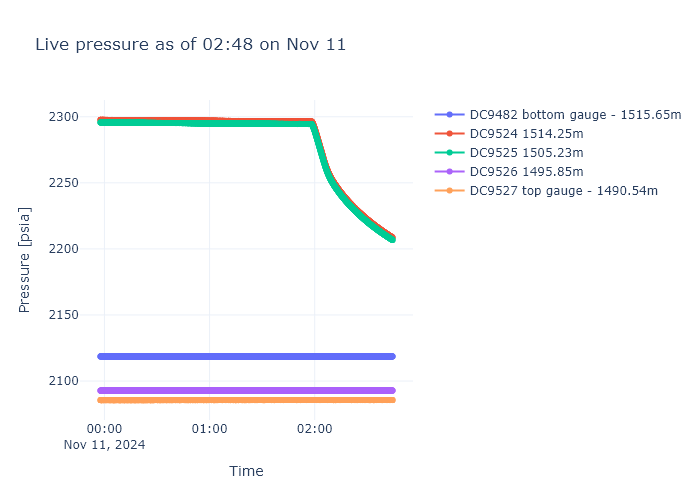 Live pressure as of 02:48 on Nov 11
2300
2250
2200
2150
2100
Pressure [psia]
00:00
Nov 11, 2024
01:00
02:00
Time
DC9482 bottom gauge - 1515.65m
DC9524 1514.25m
DC9525 1505.23m
DC9526 1495.85m
DC9527 top gauge - 1490.54m